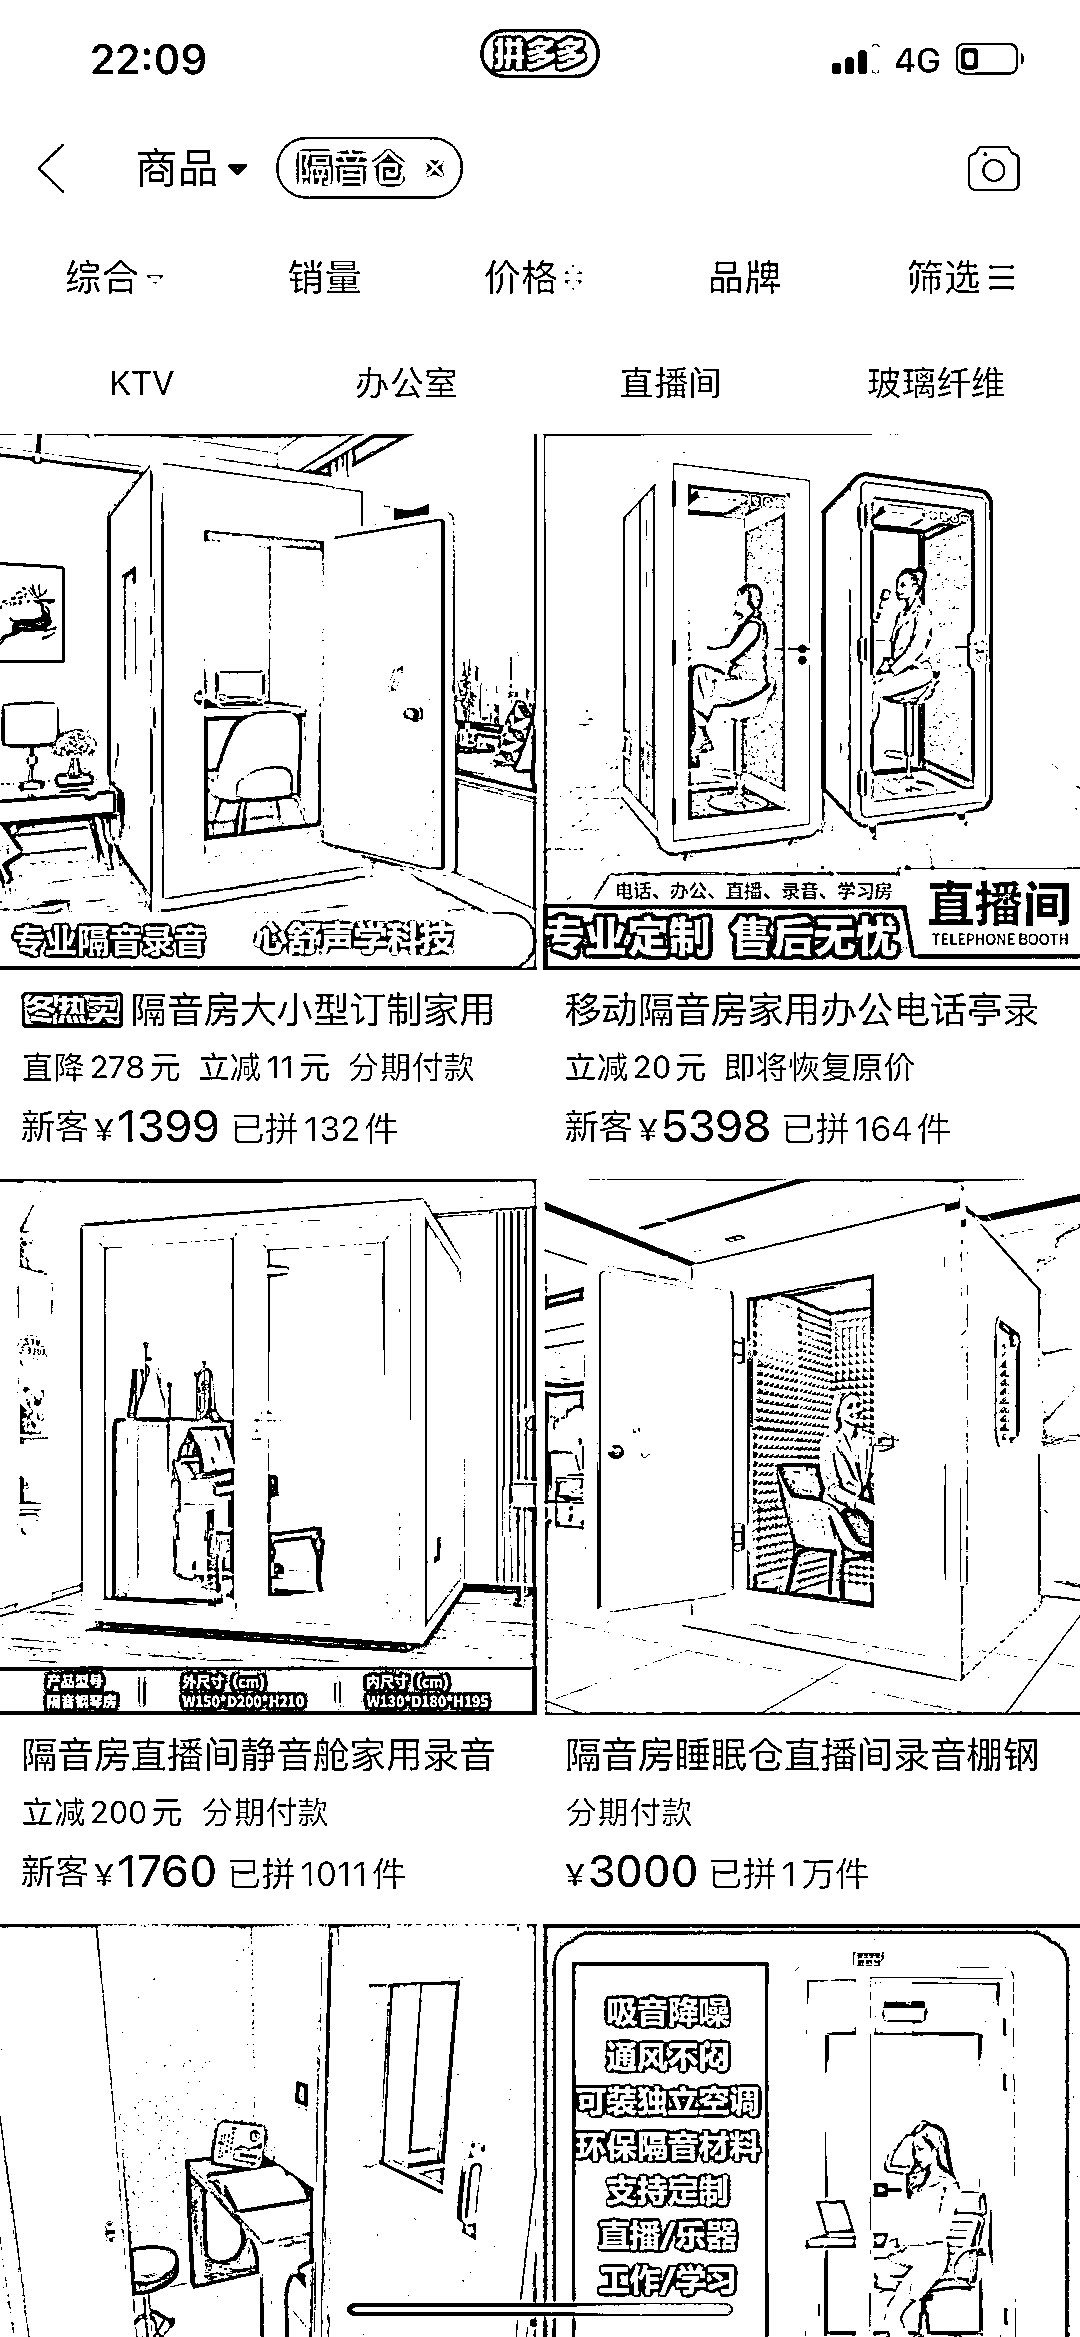 22:09
拼多多
4G
商品
隔音仓
综合 销量 价格 品牌 筛选
KTV 办公室 直播间 玻璃纤维
专业隔音录音 心舒声学科技
电话、办公、直播、录音、学习房
专业定制 售后无忧
直播间
TELEPHONE BOOTH
冬热卖 隔音房大小型订制家用
直降278元 立减11元 分期付款
新客¥1399 已拼132件
移动隔音房家用办公电话亭录
立减20元 即将恢复原价
新客¥5398 已拼164件
产品型号 外尺寸（cm） 内尺寸（cm）
隔音钢琴房 W150*D200*H210 W130*D180*H195
隔音房直播间静音舱家用录音
立减200元 分期付款
新客¥1760 已拼1011件
隔音房睡眠仓直播间录音棚钢
分期付款
¥3000 已拼1万件
吸音降噪
通风不闷
可装独立空调
环保隔音材料
支持定制
直播/乐器
工作/学习